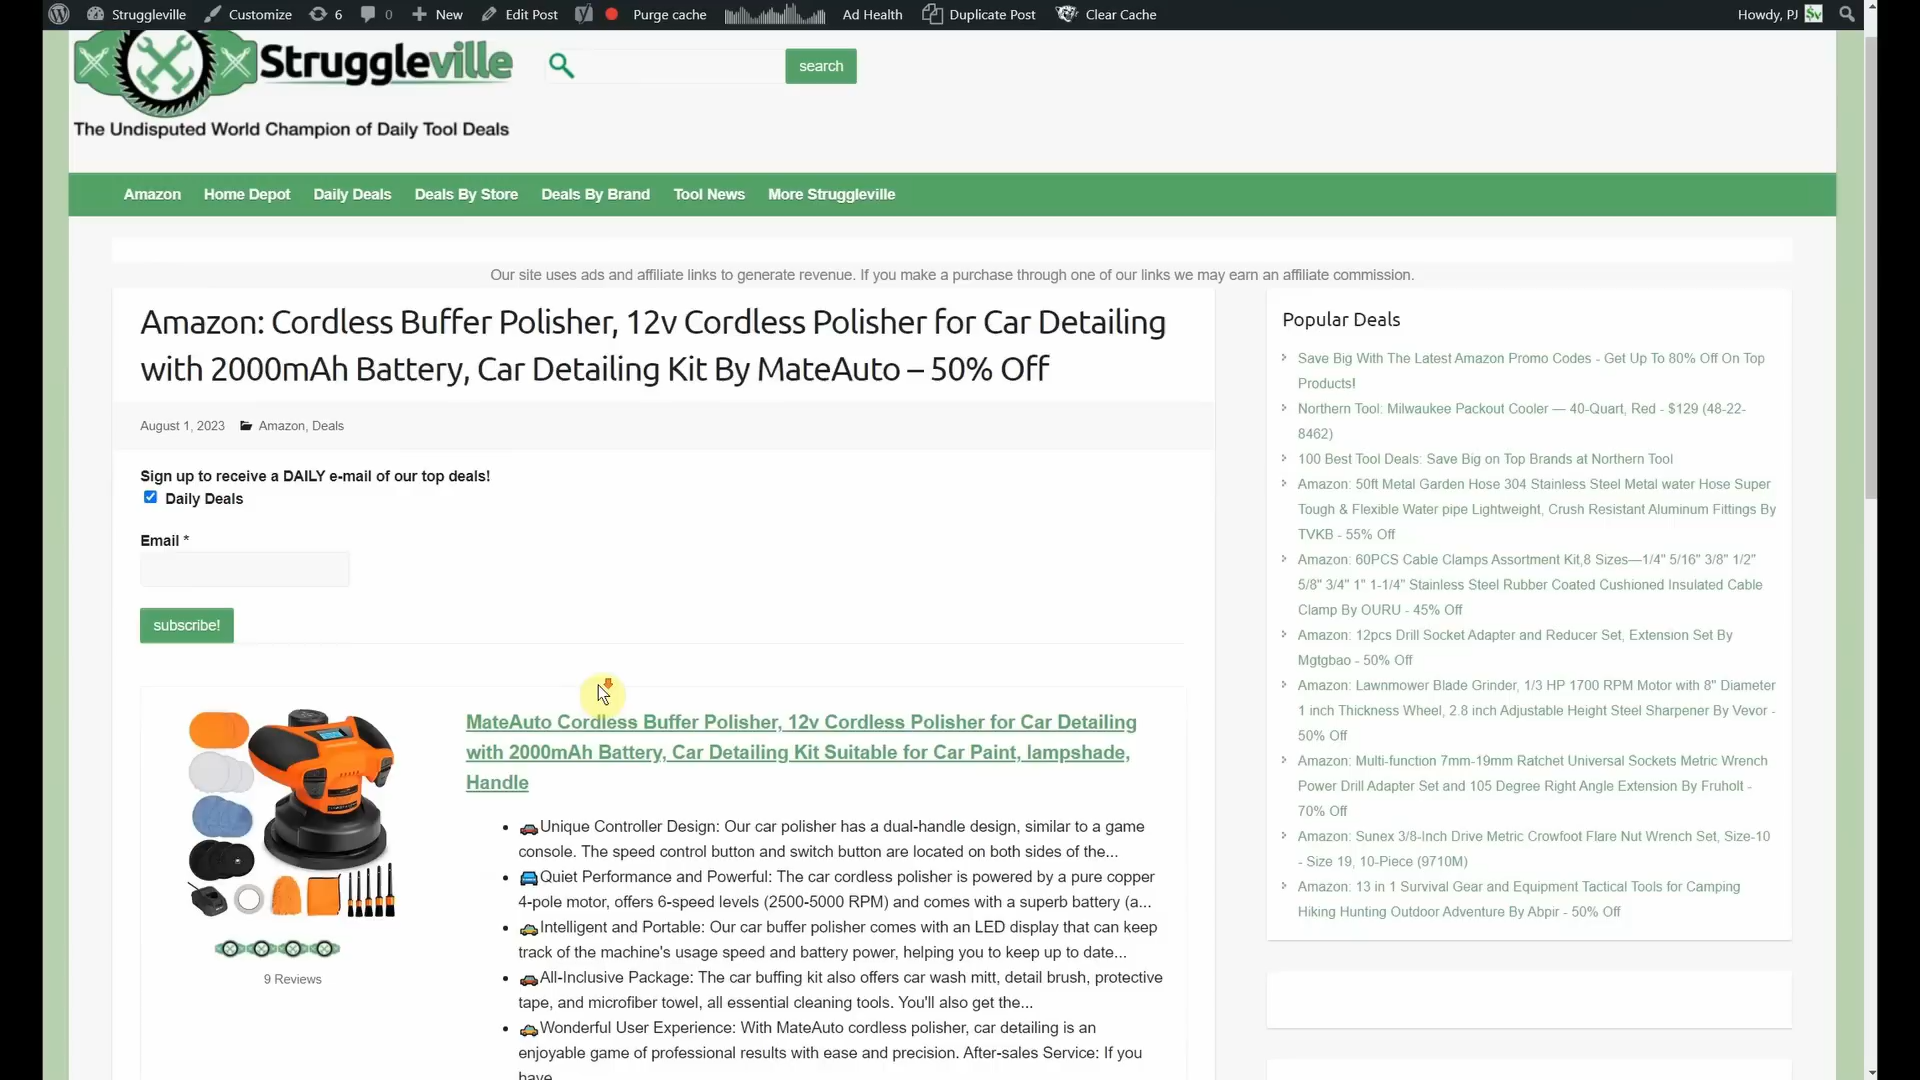 Struggleville Customize 6 0 New Edit Post Purge cache Ad Health Duplicate Post Clear Cache Howdy, PJ
Struggleville
search
The Undisputed World Champion of Daily Tool Deals
Amazon Home Depot Daily Deals Deals By Store Deals By Brand Tool News More Struggleville
Our site uses ads and affiliate links to generate revenue. If you make a purchase through one of our links we may earn an affiliate commission.
Amazon: Cordless Buffer Polisher, 12v Cordless Polisher for Car Detailing
with 2000mAh Battery, Car Detailing Kit By MateAuto – 50% Off
August 1, 2023 Amazon, Deals
Sign up to receive a DAILY e-mail of our top deals!
Daily Deals
Email *
subscribe!
MateAuto Cordless Buffer Polisher, 12v Cordless Polisher for Car Detailing
with 2000mAh Battery, Car Detailing Kit Suitable for Car Paint, lampshade,
Handle
• 🚗Unique Controller Design: Our car polisher has a dual-handle design, similar to a game
console. The speed control button and switch button are located on both sides of the...
• 🚘Quiet Performance and Powerful: The car cordless polisher is powered by a pure copper
4-pole motor, offers 6-speed levels (2500-5000 RPM) and comes with a superb battery (a...
• 🚕Intelligent and Portable: Our car buffer polisher comes with an LED display that can keep
track of the machine's usage speed and battery power, helping you to keep up to date...
• 🚗All-Inclusive Package: The car buffing kit also offers car wash mitt, detail brush, protective
tape, and microfiber towel, all essential cleaning tools. You'll also get the...
• 🚕Wonderful User Experience: With MateAuto cordless polisher, car detailing is an
enjoyable game of professional results with ease and precision. After-sales Service: If you
have...
9 Reviews
Popular Deals
Save Big With The Latest Amazon Promo Codes - Get Up To 80% Off On Top
Products!
Northern Tool: Milwaukee Packout Cooler — 40-Quart, Red - $129 (48-22-
8462)
100 Best Tool Deals: Save Big on Top Brands at Northern Tool
Amazon: 50ft Metal Garden Hose 304 Stainless Steel Metal water Hose Super
Tough & Flexible Water pipe Lightweight, Crush Resistant Aluminum Fittings By
TVKB - 55% Off
Amazon: 60PCS Cable Clamps Assortment Kit,8 Sizes—1/4" 5/16" 3/8" 1/2"
5/8" 3/4" 1" 1-1/4" Stainless Steel Rubber Coated Cushioned Insulated Cable
Clamp By OURU - 45% Off
Amazon: 12pcs Drill Socket Adapter and Reducer Set, Extension Set By
Mgtgbao - 50% Off
Amazon: Lawnmower Blade Grinder, 1/3 HP 1700 RPM Motor with 8" Diameter
1 inch Thickness Wheel, 2.8 inch Adjustable Height Steel Sharpener By Vevor -
50% Off
Amazon: Multi-function 7mm-19mm Ratchet Universal Sockets Metric Wrench
Power Drill Adapter Set and 105 Degree Right Angle Extension By Fruholt -
70% Off
Amazon: Sunex 3/8-Inch Drive Metric Crowfoot Flare Nut Wrench Set, Size-10
- Size 19, 10-Piece (9710M)
Amazon: 13 in 1 Survival Gear and Equipment Tactical Tools for Camping
Hiking Hunting Outdoor Adventure By Abpir - 50% Off